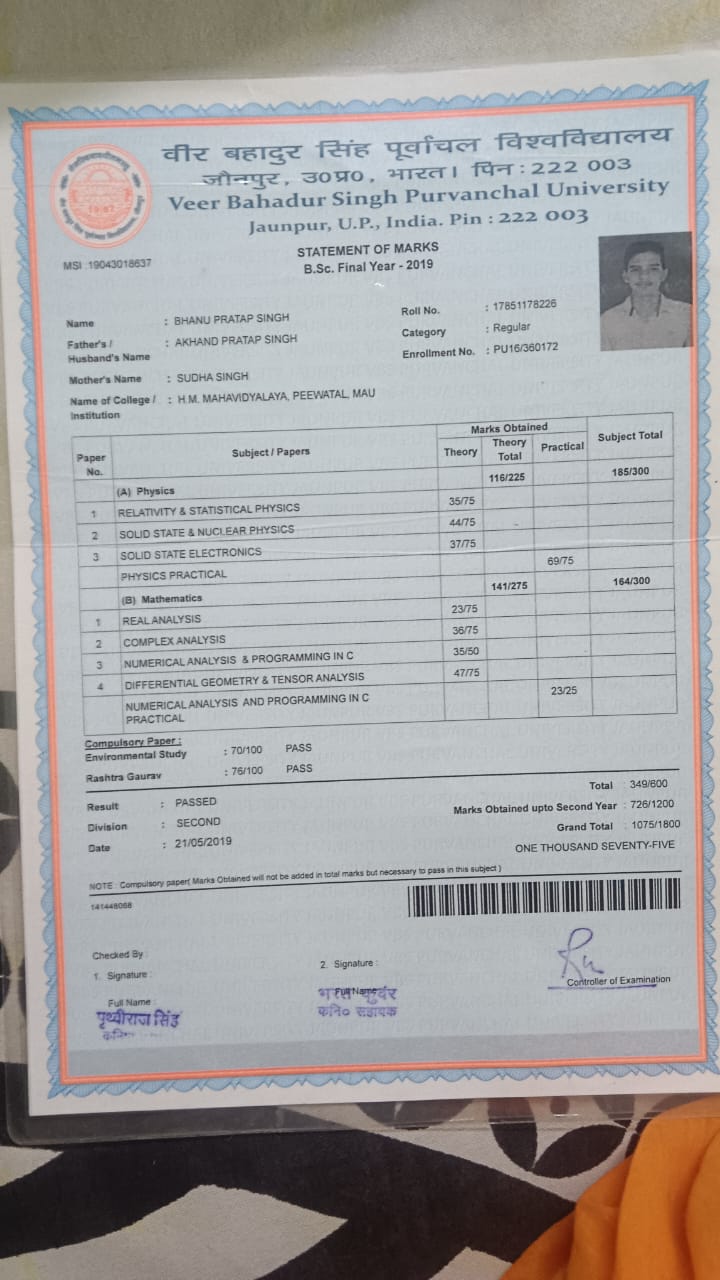 वीर बहादुर सिंह पूर्वांचल विश्वविद्यालय
जौनपुर, उ०प्र०, भारत। पिन : 222 003
Veer Bahadur Singh Purvanchal University
Jaunpur, U.P., India. Pin : 222 003
STATEMENT OF MARKS
B.Sc. Final Year - 2019
MSI :19043018637
Name : BHANU PRATAP SINGH Roll No. : 17851178226
Father's / Husband's Name : AKHAND PRATAP SINGH Category : Regular
Enrollment No. : PU16/360172
Mother's Name : SUDHA SINGH
Name of College / Institution : H.M. MAHAVIDYALAYA, PEEWATAL, MAU
Paper No. Subject / Papers Marks Obtained Subject Total
Theory Theory Total Practical
(A) Physics 116/225 185/300
1 RELATIVITY & STATISTICAL PHYSICS 35/75
2 SOLID STATE & NUCLEAR PHYSICS 44/75
3 SOLID STATE ELECTRONICS 37/75
PHYSICS PRACTICAL 69/75
(B) Mathematics 141/275 164/300
1 REAL ANALYSIS 23/75
2 COMPLEX ANALYSIS 36/75
3 NUMERICAL ANALYSIS & PROGRAMMING IN C 35/50
4 DIFFERENTIAL GEOMETRY & TENSOR ANALYSIS 47/75
NUMERICAL ANALYSIS AND PROGRAMMING IN C PRACTICAL 23/25
Compulsory Paper :
Environmental Study : 70/100 PASS
Rashtra Gaurav : 76/100 PASS
Result : PASSED Total : 349/600
Division : SECOND Marks Obtained upto Second Year : 726/1200
Date : 21/05/2019 Grand Total : 1075/1800
ONE THOUSAND SEVENTY-FIVE
NOTE : Compulsory paper( Marks Obtained will not be added in total marks but necessary to pass in this subject )
141448068
Checked By :
1. Signature : 2. Signature :
Controller of Examination
Full Name : Full Name
पृथ्वीराज सिंह
कनि० सहायक